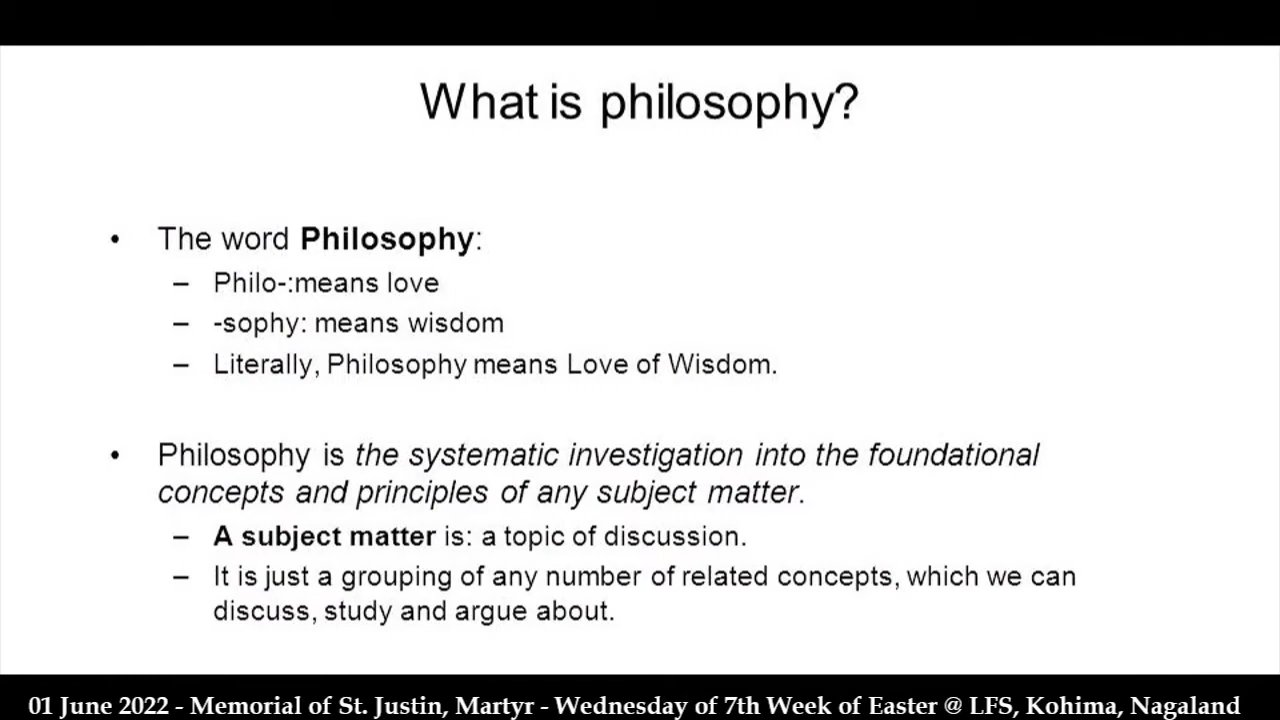 What is philosophy?
• The word Philosophy:
– Philo-:means love
– -sophy: means wisdom
– Literally, Philosophy means Love of Wisdom.
• Philosophy is the systematic investigation into the foundational
concepts and principles of any subject matter.
– A subject matter is: a topic of discussion.
– It is just a grouping of any number of related concepts, which we can
discuss, study and argue about.
01 June 2022 - Memorial of St. Justin, Martyr - Wednesday of 7th Week of Easter @ LFS, Kohima, Nagaland